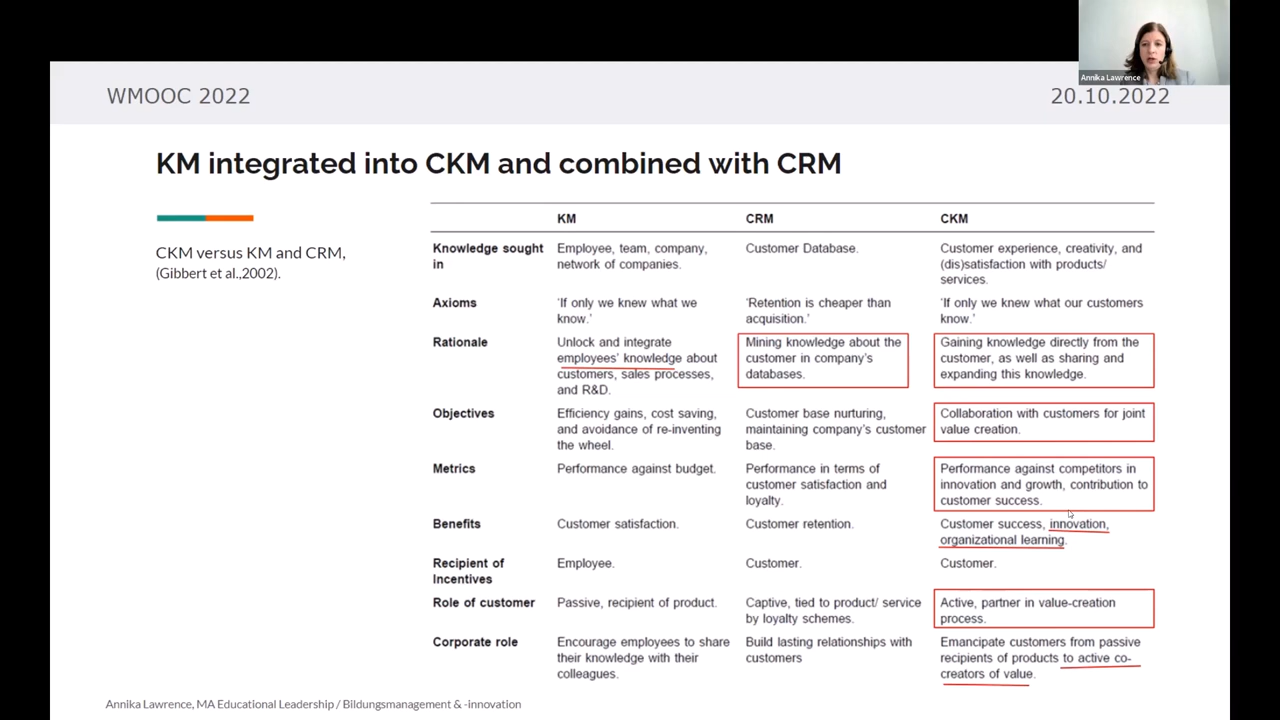 Annika Lawrence
WMOOC 2022
20.10.2022
KM integrated into CKM and combined with CRM
CKM versus KM and CRM,
(Gibbert et al.,2002).
KM CRM CKM
Knowledge sought Employee, team, company, Customer Database. Customer experience, creativity, and
in network of companies. (dis)satisfaction with products/
services.
Axioms ‘If only we knew what we ‘Retention is cheaper than ‘If only we knew what our customers
know.’ acquisition.’ know.’
Rationale Unlock and integrate Mining knowledge about the Gaining knowledge directly from the
employees’ knowledge about customer in company’s customer, as well as sharing and
customers, sales processes, databases. expanding this knowledge.
and R&D.
Objectives Efficiency gains, cost saving, Customer base nurturing, Collaboration with customers for joint
and avoidance of re-inventing maintaining company’s customer value creation.
the wheel. base.
Metrics Performance against budget. Performance in terms of Performance against competitors in
customer satisfaction and innovation and growth, contribution to
loyalty. customer success.
Benefits Customer satisfaction. Customer retention. Customer success, innovation,
organizational learning.
Recipient of Employee. Customer. Customer.
Incentives
Role of customer Passive, recipient of product. Captive, tied to product/ service Active, partner in value-creation
by loyalty schemes. process.
Corporate role Encourage employees to share Build lasting relationships with Emancipate customers from passive
their knowledge with their customers recipients of products to active co-
colleagues. creators of value.
Annika Lawrence, MA Educational Leadership / Bildungsmanagement & -innovation